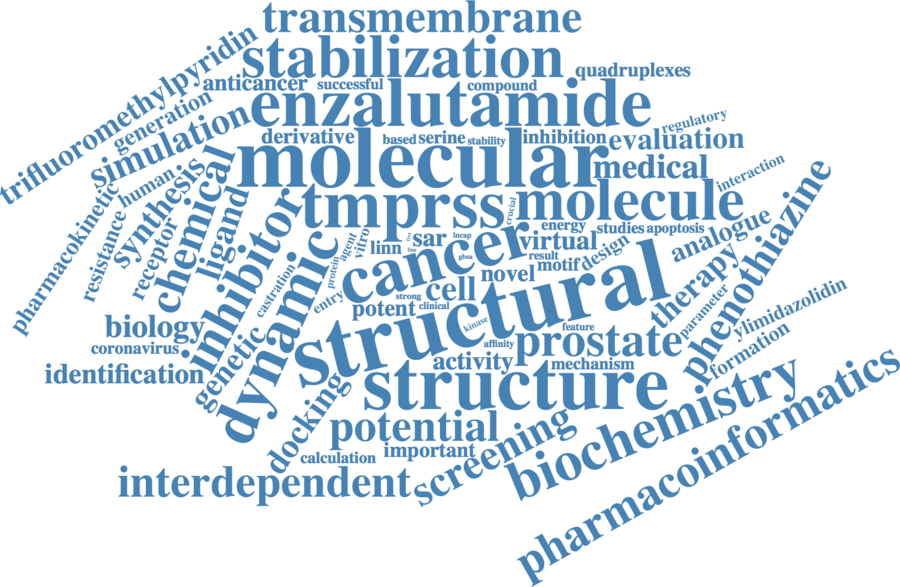 transmembrane
stabilization
quadruplexes
trifluoromethylpyridin
anticancer
successful
compound
enzalutamide
generation
simulation
derivative
based
serine
stability
inhibition
evaluation
regulatory
molecular
medical
interaction
pharmacokinetic
human
synthesis
chemical
resistance
receptor
ligand
inhibitor
tmprss
crucial
molecule
phenothiazine
energy
studies
apoptosis
analogue
vitro
agent
linn
sar
lncap
cancer
virtual
result
design
motif
protein
castration
dynamic
entry
novel
cell
strong
clinical
potent
structural
therapy
parameter
ylimidazolidin
biology
coronavirus
identification
genetic
kinase
feature
affinity
prostate
formation
activity
mechanism
structure
docking
potential
important
calculation
screening
biochemistry
interdependent
pharmacoinformatics